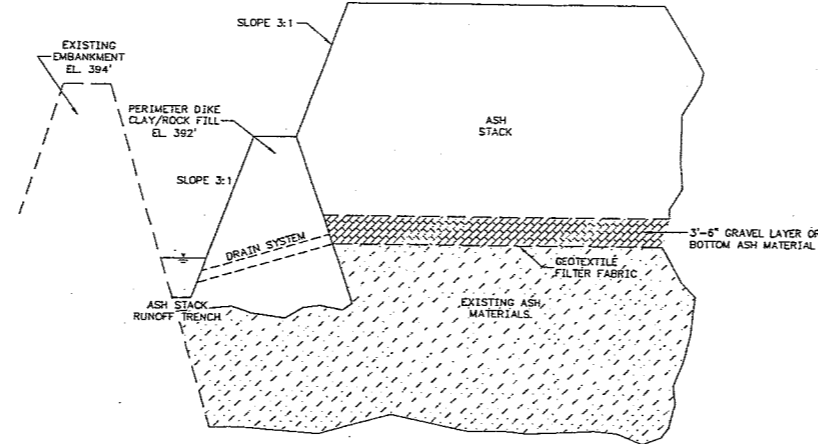 SLOPE 3:1
EXISTING
EMBANKMENT
EL. 394'
PERIMETER DIKE
CLAY/ROCK FILL
EL. 392'
ASH
STACK
SLOPE 3:1
DRAIN SYSTEM
3'-6" GRAVEL LAYER OF
BOTTOM ASH MATERIAL
GEOTEXTILE
FILTER FABRIC
ASH STACK
RUNOFF TRENCH
EXISTING ASH
MATERIALS